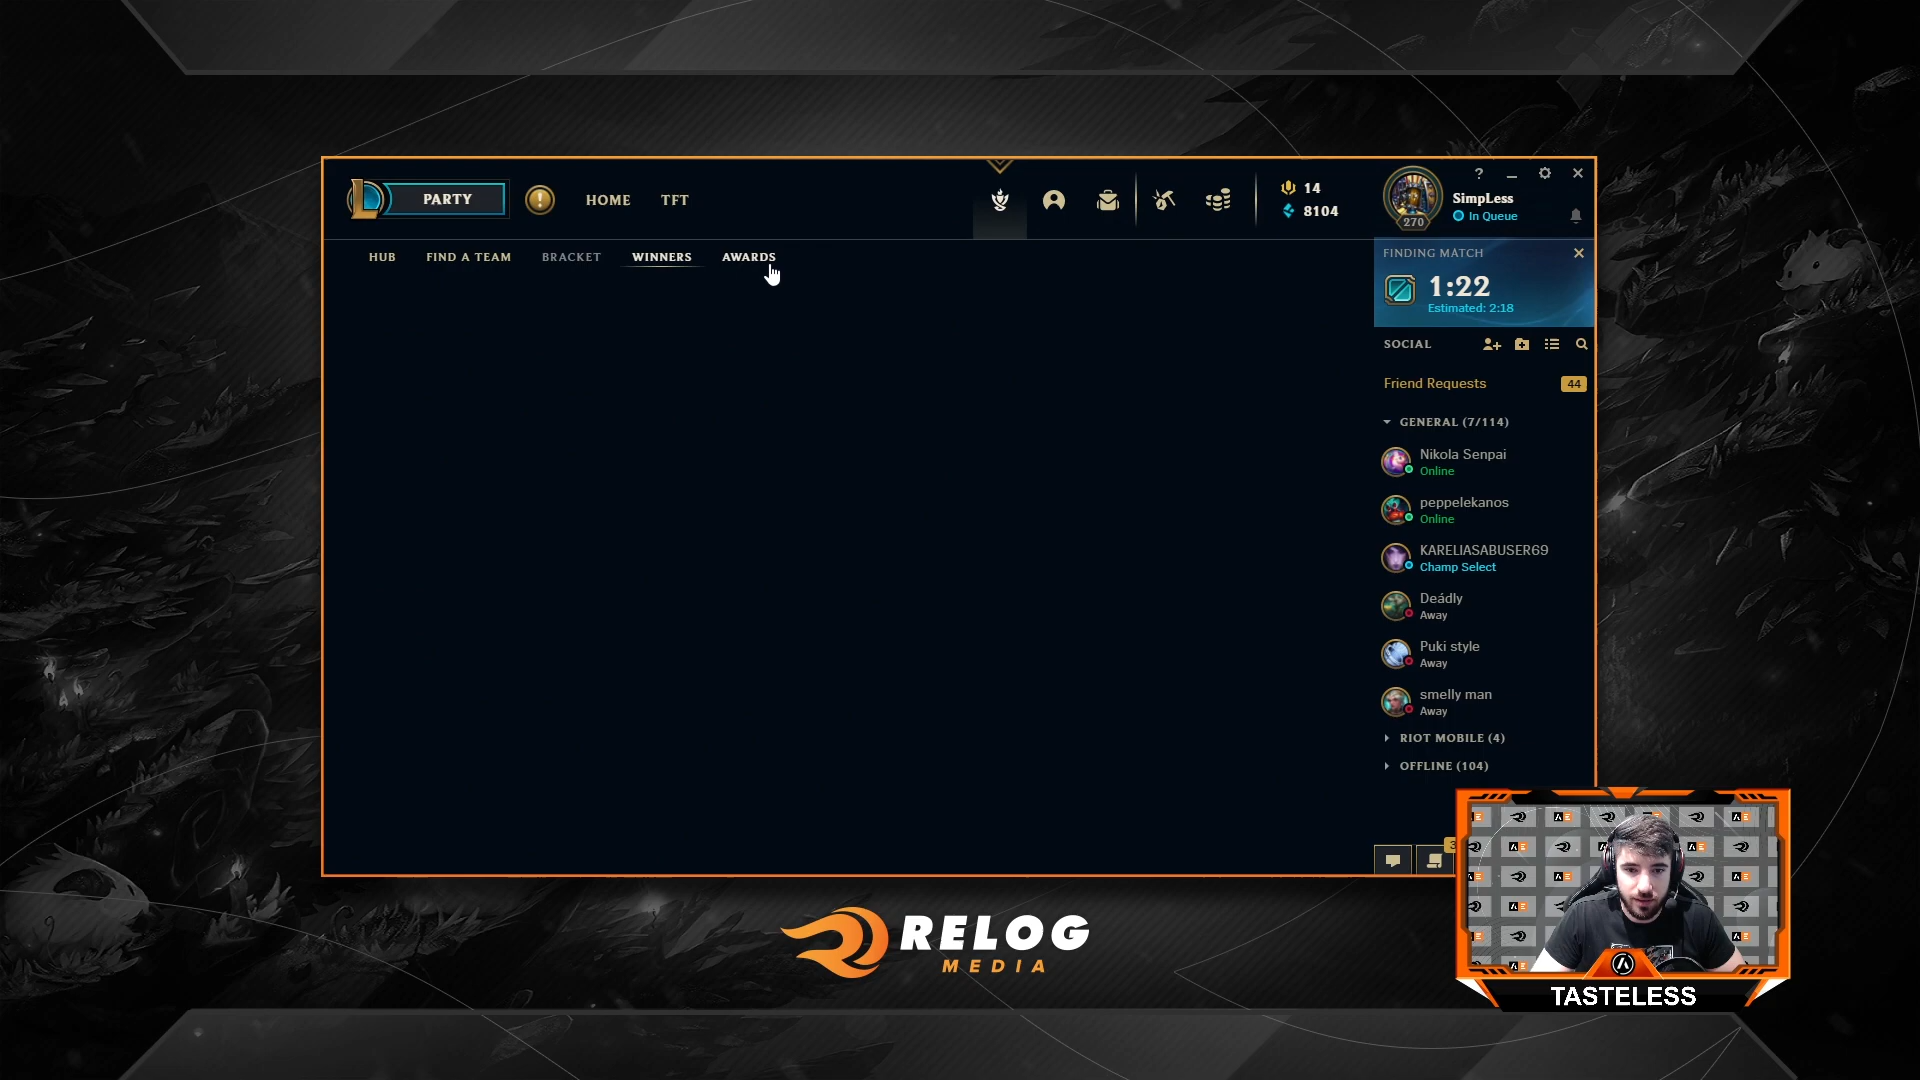 PARTY
HOME
TFT
14
8104
270
?
SimpLess
In Queue
HUB
FIND A TEAM
BRACKET
WINNERS
AWARDS
FINDING MATCH
1:22
Estimated: 2:18
SOCIAL
Friend Requests
44
GENERAL (7/114)
Nikola Senpai
Online
peppelekanos
Online
KARELIASABUSER69
Champ Select
Deádly
Away
Puki style
Away
smelly man
Away
RIOT MOBILE (4)
OFFLINE (104)
3
RELOG
MEDIA
TASTELESS